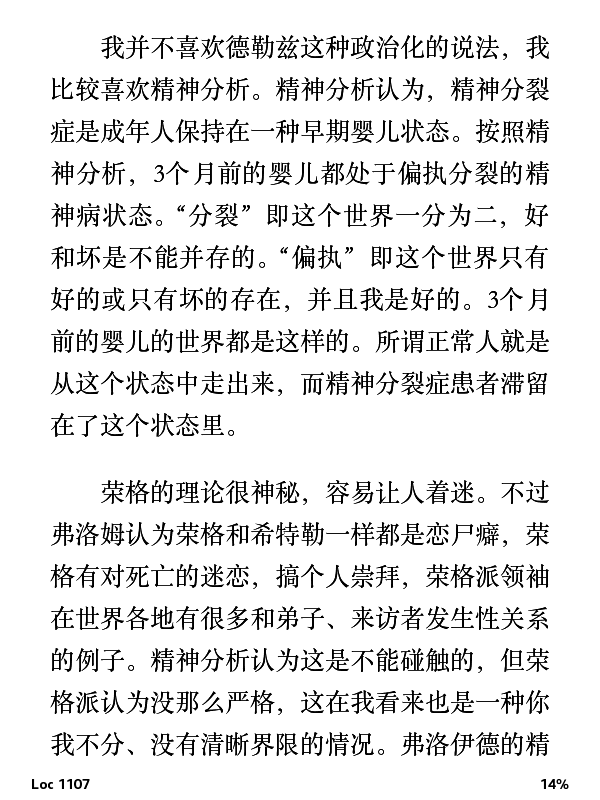 我并不喜欢德勒兹这种政治化的说法，我
比较喜欢精神分析。精神分析认为，精神分裂
症是成年人保持在一种早期婴儿状态。按照精
神分析，3个月前的婴儿都处于偏执分裂的精
神病状态。“分裂”即这个世界一分为二，好
和坏是不能并存的。“偏执”即这个世界只有
好的或只有坏的存在，并且我是好的。3个月
前的婴儿的世界都是这样的。所谓正常人就是
从这个状态中走出来，而精神分裂症患者滞留
在了这个状态里。
荣格的理论很神秘，容易让人着迷。不过
弗洛姆认为荣格和希特勒一样都是恋尸癖，荣
格有对死亡的迷恋，搞个人崇拜，荣格派领袖
在世界各地有很多和弟子、来访者发生性关系
的例子。精神分析认为这是不能碰触的，但荣
格派认为没那么严格，这在我看来也是一种你
我不分、没有清晰界限的情况。弗洛伊德的精
Loc 1107
14%